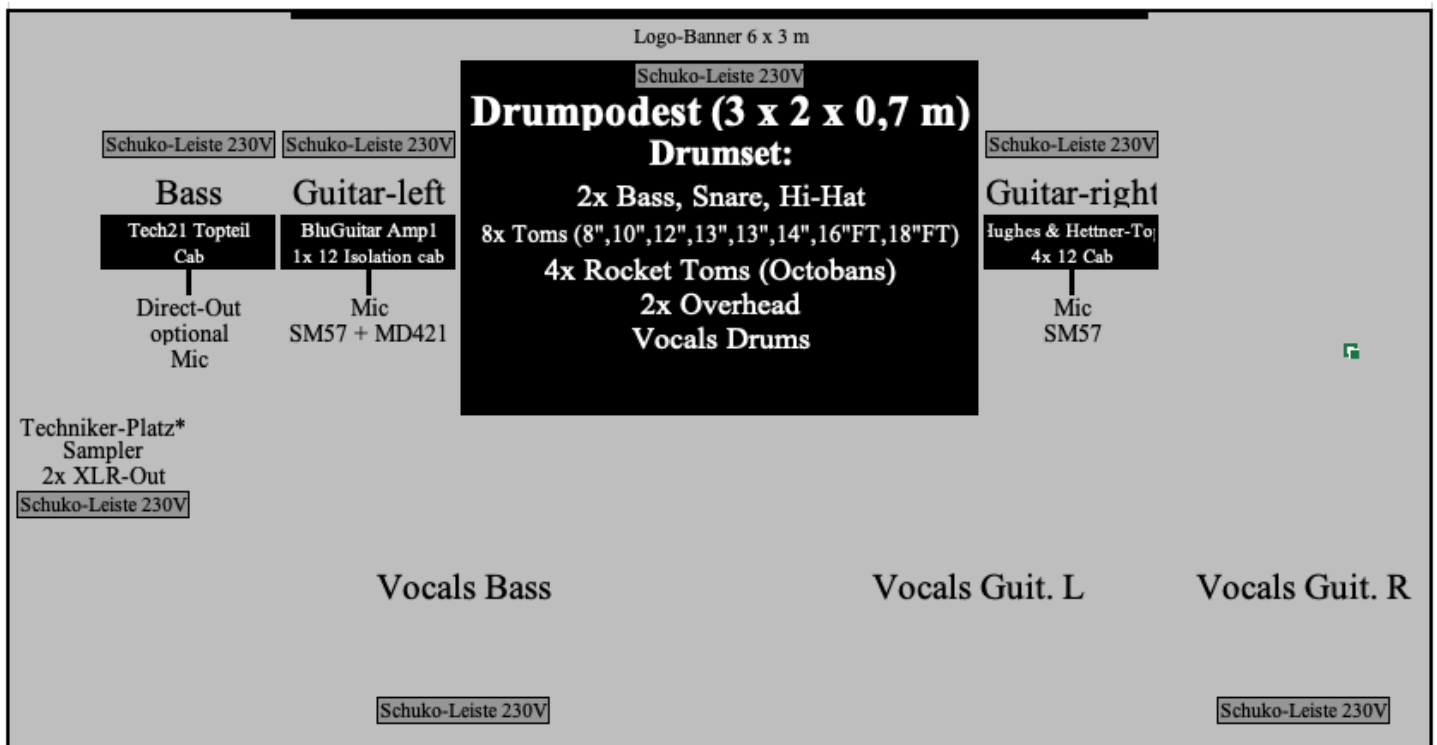 Logo-Banner 6 x 3 m
Schuko-Leiste 230V
Drumpodest (3 x 2 x 0,7 m)
Drumset:
2x Bass, Snare, Hi-Hat
8x Toms (8",10",12",13",13",14",16"FT,18"FT)
4x Rocket Toms (Octobans)
2x Overhead
Vocals Drums
Schuko-Leiste 230V
Bass
Tech21 Topteil
Cab
Direct-Out
optional
Mic
Schuko-Leiste 230V
Guitar-left
BluGuitar Amp1
1x 12 Isolation cab
Mic
SM57 + MD421
Schuko-Leiste 230V
Guitar-right
Hughes & Hettner-To
4x 12 Cab
Mic
SM57
Techniker-Platz*
Sampler
2x XLR-Out
Schuko-Leiste 230V
Vocals Bass
Vocals Guit. L
Vocals Guit. R
Schuko-Leiste 230V
Schuko-Leiste 230V